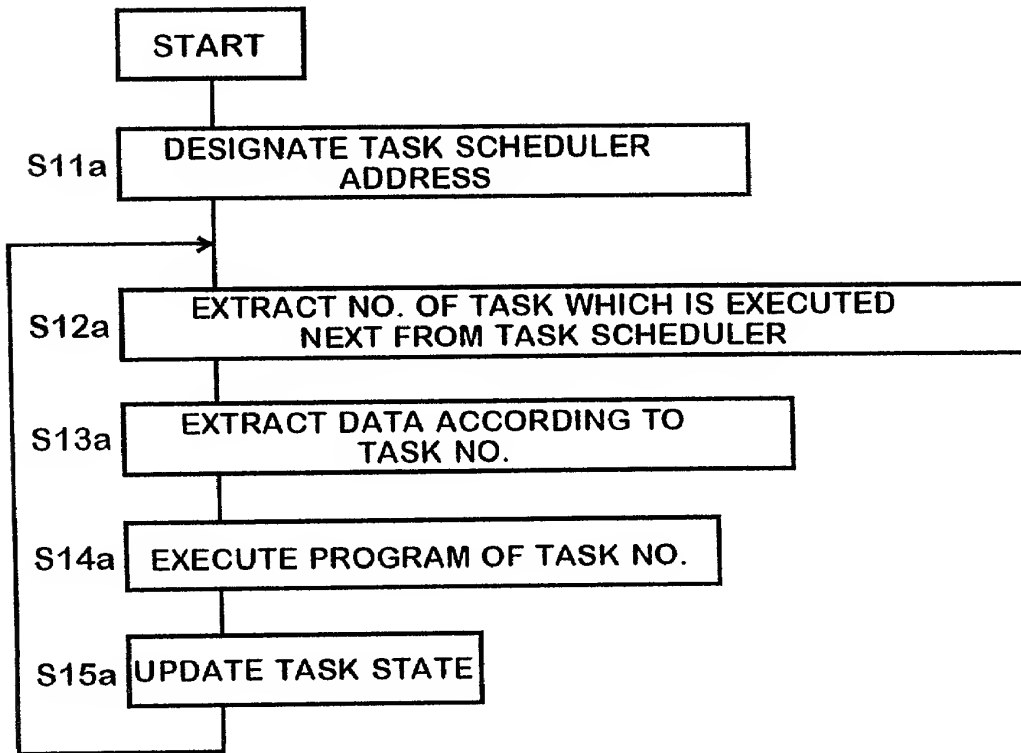 START
S11a
DESIGNATE TASK SCHEDULER
ADDRESS
S12a
EXTRACT NO. OF TASK WHICH IS EXECUTED
NEXT FROM TASK SCHEDULER
S13a
EXTRACT DATA ACCORDING TO
TASK NO.
S14a
EXECUTE PROGRAM OF TASK NO.
S15a
UPDATE TASK STATE